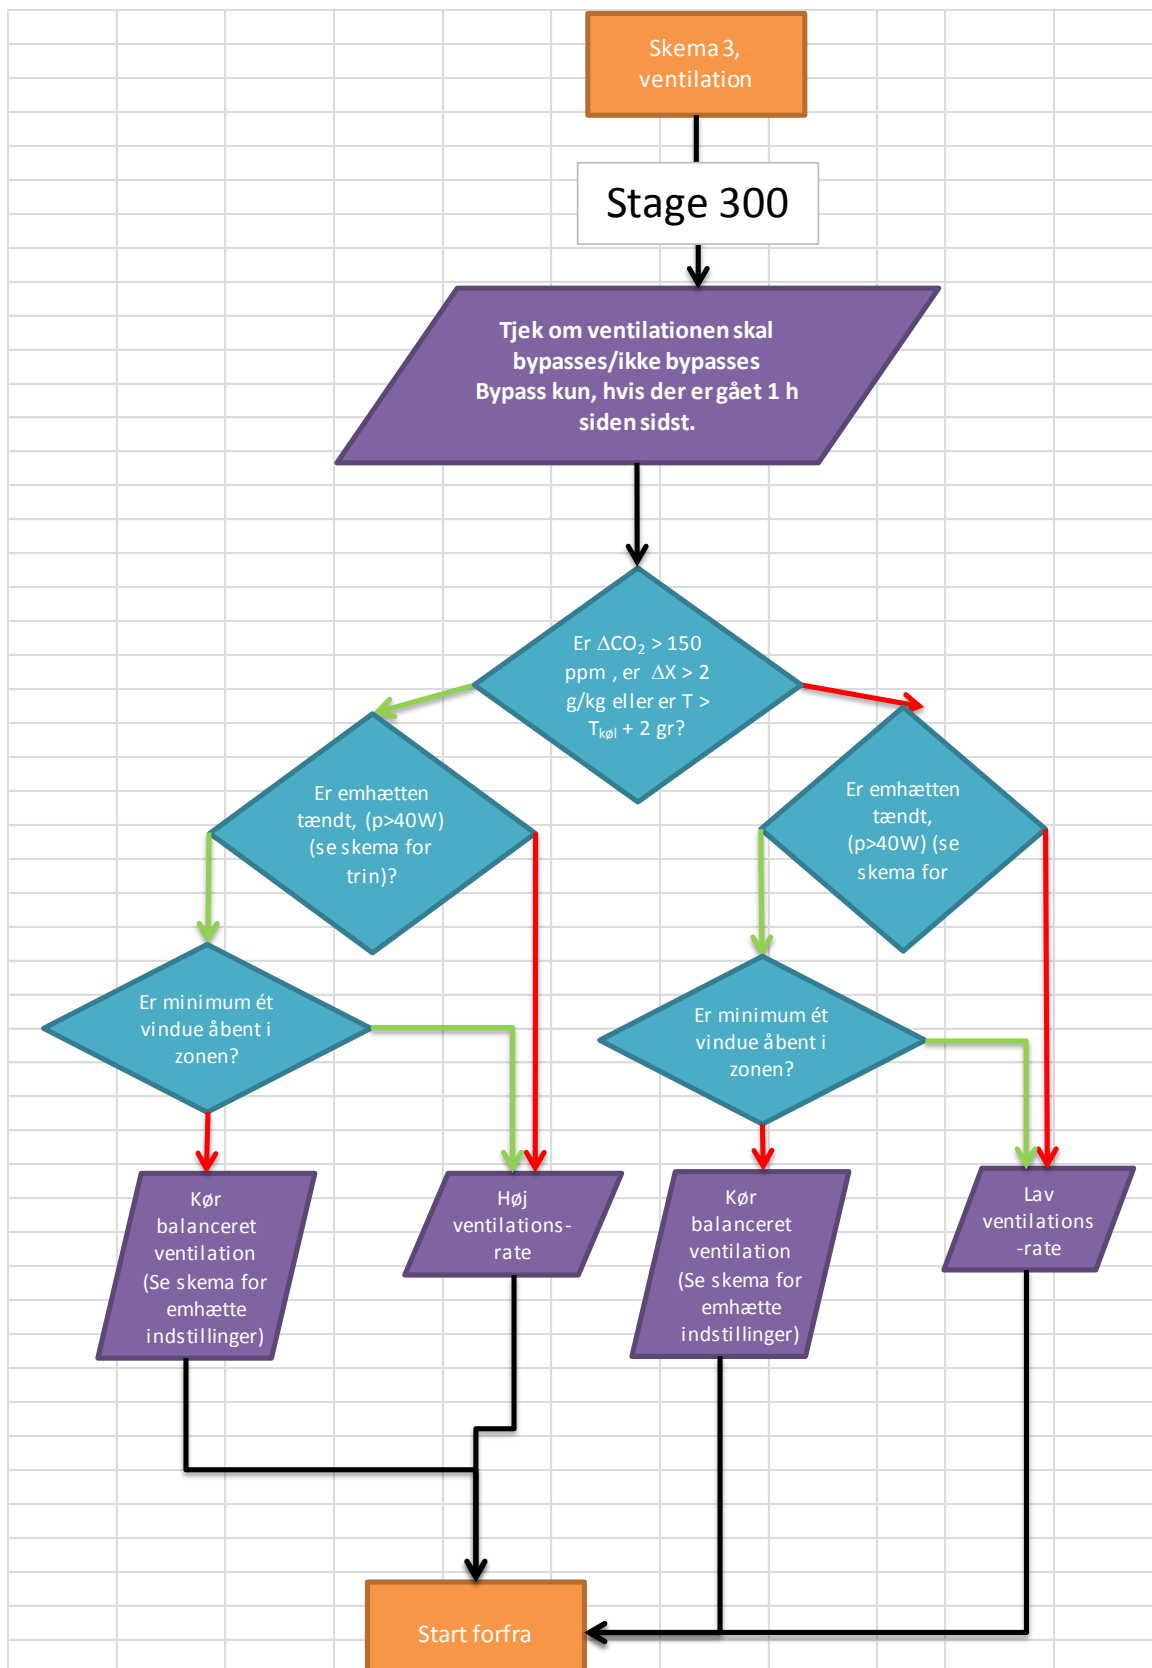 Skema 3,
ventilation
Stage 300
Tjek om ventilationen skal
bypasses/ikke bypasses
Bypass kun, hvis der er gået 1 h
siden sidst.
Er ΔCO₂ > 150
ppm , er ΔX > 2
g/kg eller er T >
Tkøl + 2 gr?
Er emhætten
tændt, (p>40W)
(se skema for
trin)?
Er emhætten
tændt,
(p>40W) (se
skema for
Er minimum ét
vindue åbent i
zonen?
Er minimum ét
vindue åbent i
zonen?
Kør
balanceret
ventilation
(Se skema for
emhætte
indstillinger)
Høj
ventilations-
rate
Kør
balanceret
ventilation
(Se skema for
emhætte
indstillinger)
Lav
ventilations
-rate
Start forfra